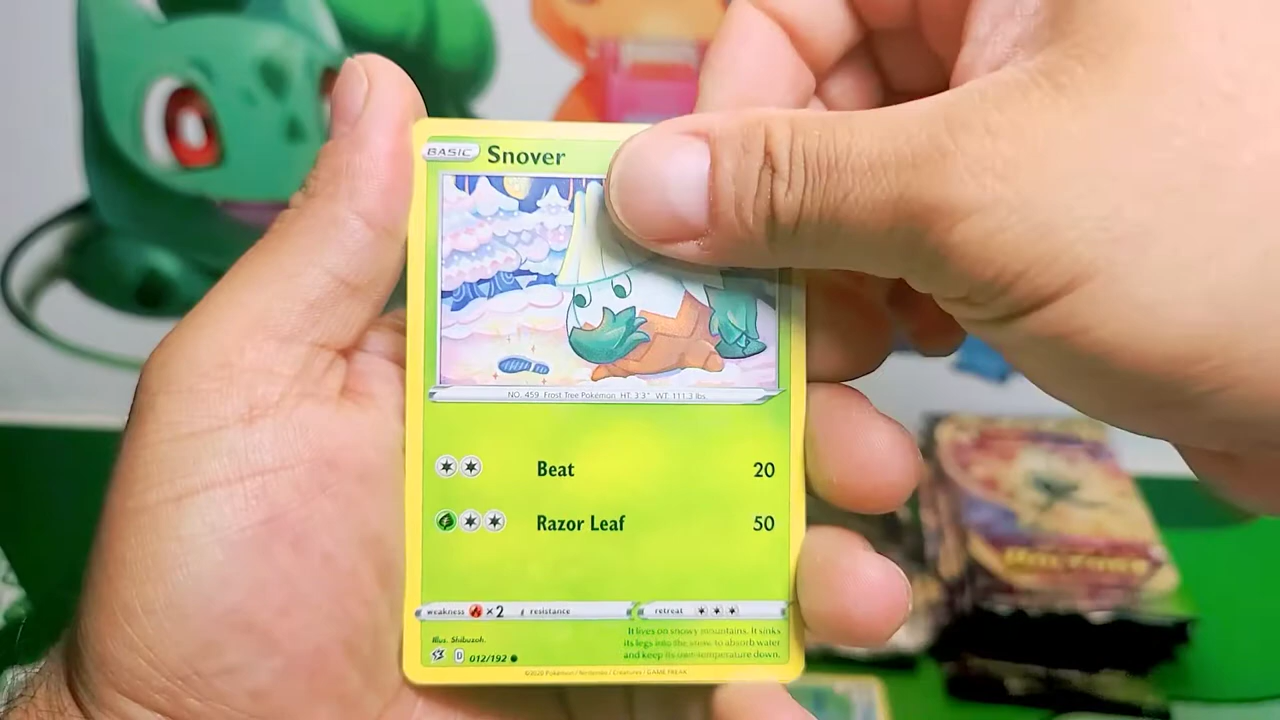 BASIC Snover
NO. 459 Frost Tree Pokémon HT: 3'3" WT: 111.3 lbs.
Beat 20
Razor Leaf 50
weakness ×2 resistance retreat
Illus. Shibuzoh.
It lives on snowy mountains. It sinks
its legs into the snow to absorb water
and keep its own temperature down.
D 012/192
©2020 Pokémon / Nintendo / Creatures / GAME FREAK